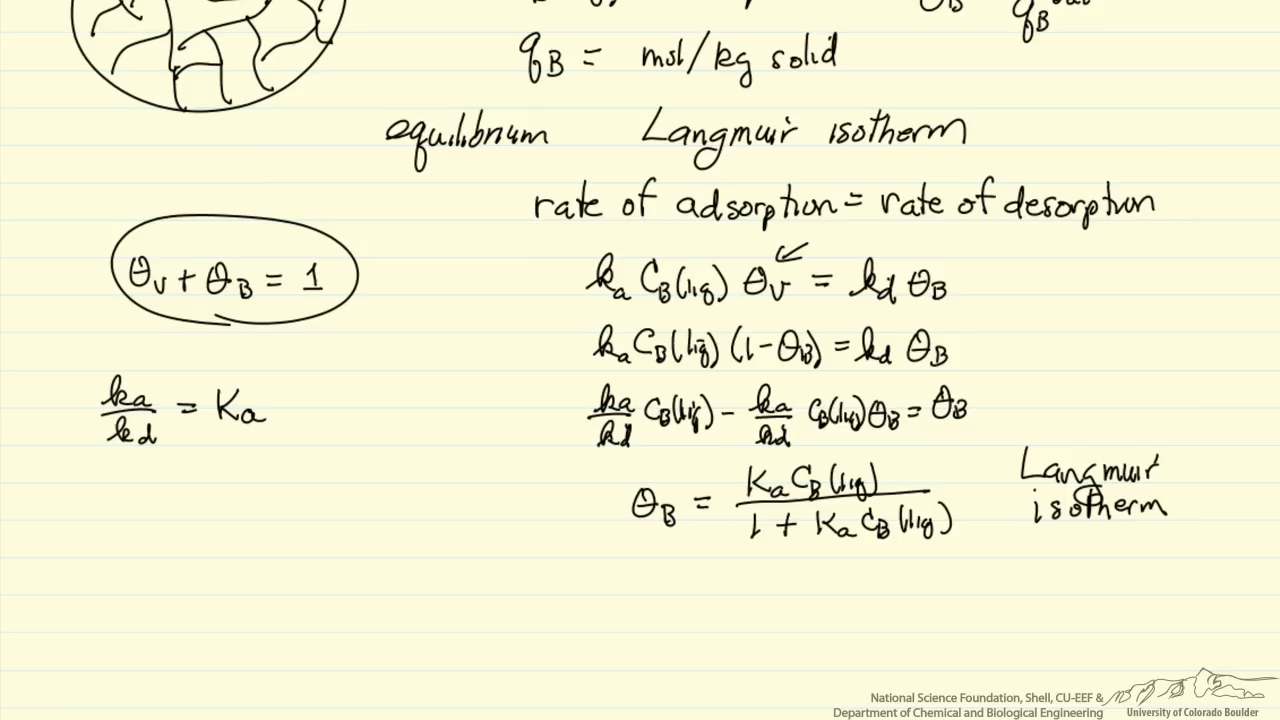 q_B = mol/kg solid
equilibrium Langmuir isotherm
rate of adsorption = rate of desorption
θ_v + θ_B = 1
k_a C_B(liq) θ_v = k_d θ_B
k_a C_B(liq) (1 - θ_B) = k_d θ_B
k_a/k_d = K_a
k_a/k_d C_B(liq) - k_a/k_d C_B(liq) θ_B = θ_B
θ_B = K_a C_B(liq) / 1 + K_a C_B(liq)
Langmuir
isotherm
National Science Foundation, Shell, CU-EEF &
Department of Chemical and Biological Engineering
University of Colorado Boulder